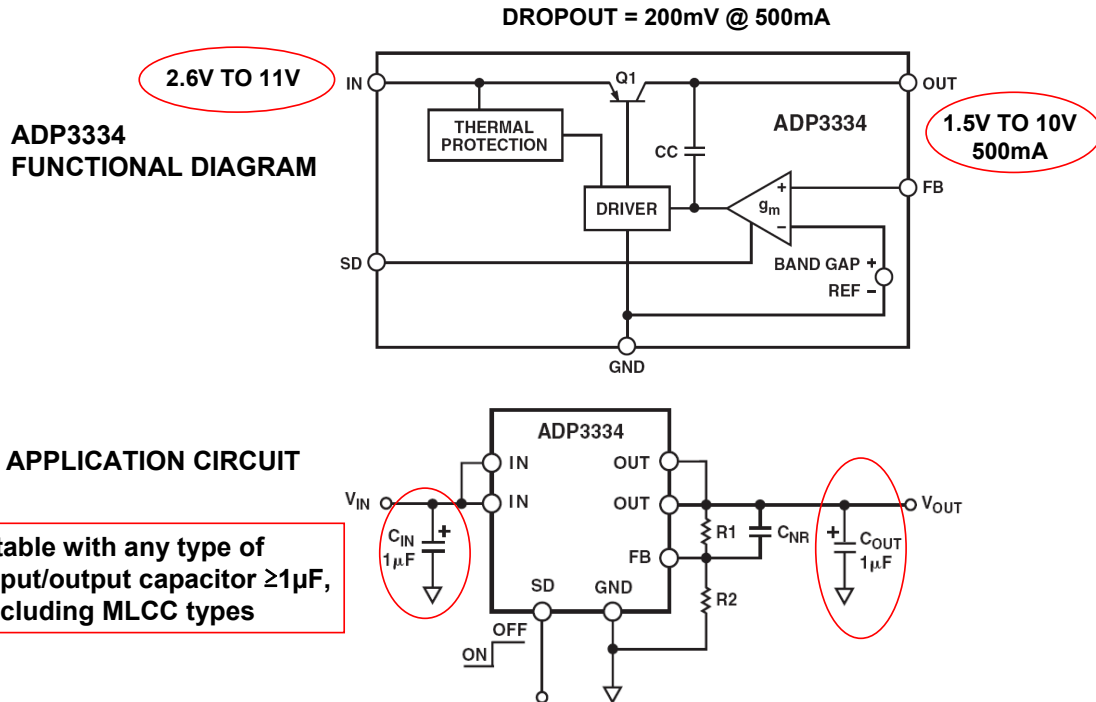 DROPOUT = 200mV @ 500mA
2.6V TO 11V
IN
Q1
OUT
ADP3334
FUNCTIONAL DIAGRAM
THERMAL
PROTECTION
CC
ADP3334
1.5V TO 10V
500mA
DRIVER
+
gm
−
FB
SD
BAND GAP +
REF −
GND
APPLICATION CIRCUIT
ADP3334
IN
OUT
VIN
IN
OUT
VOUT
CIN
+
1µF
R1
CNR
+
COUT
1µF
FB
table with any type of
put/output capacitor ≥1µF,
cluding MLCC types
SD
GND
R2
OFF
ON